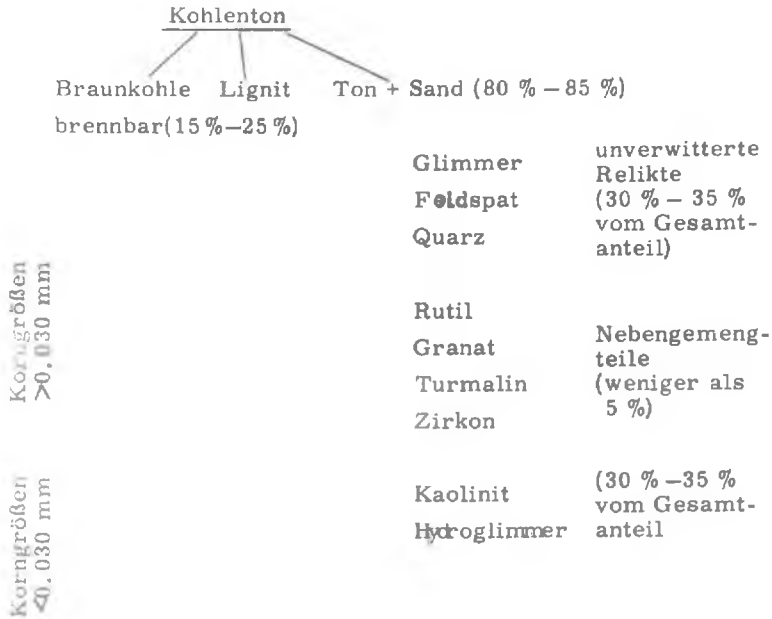 Kohlenton
Braunkohle Lignit Ton + Sand (80 % – 85 %)
brennbar(15 %–25 %)
Glimmer
Feldspat
Quarz
unverwitterte
Relikte
(30 % – 35 %
vom Gesamt-
anteil)
Korngrößen
>0.030 mm
Rutil
Granat
Turmalin
Zirkon
Nebengemeng-
teile
(weniger als
5 %)
Korngrößen
<0.030 mm
Kaolinit
Hydroglimmer
(30 % –35 %
vom Gesamt-
anteil